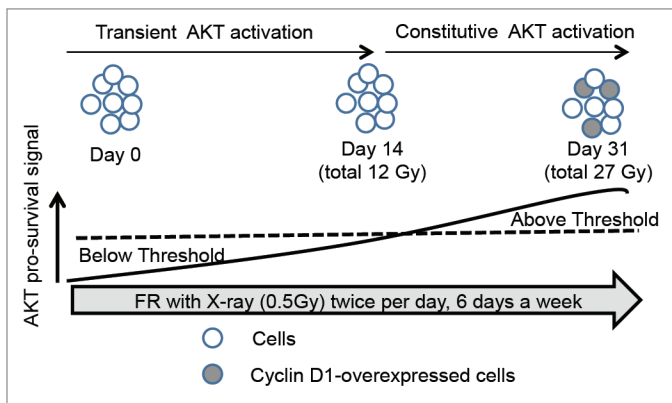 Transient AKT activation
Constitutive AKT activation
Day 0
Day 14
(total 12 Gy)
Day 31
(total 27 Gy)
AKT pro-survival signal
Above Threshold
Below Threshold
FR with X-ray (0.5Gy) twice per day, 6 days a week
Cells
Cyclin D1-overexpressed cells